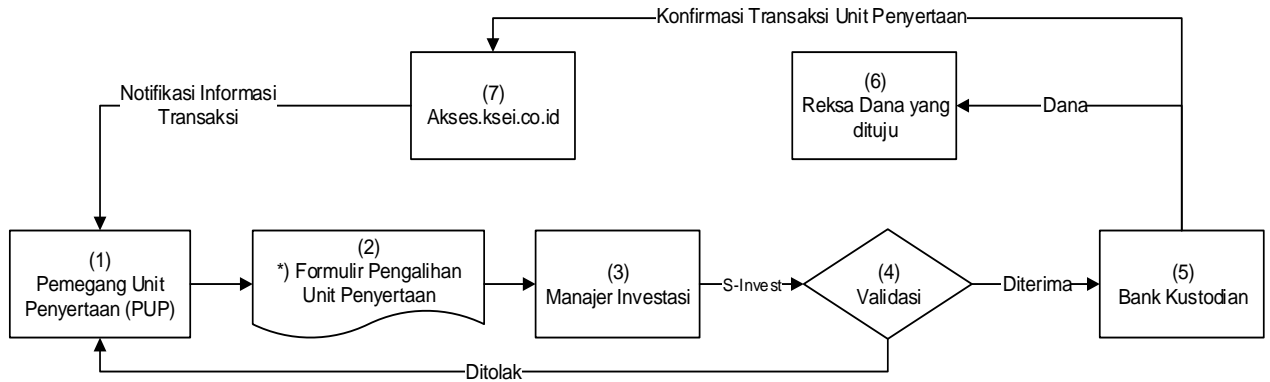 Konfirmasi Transaksi Unit Penyertaan
(7)
Akses.ksei.co.id
(6)
Reksa Dana yang
dituju
Notifikasi Informasi
Transaksi
Dana
(1)
Pemegang Unit
Penyertaan (PUP)
(2)
*) Formulir Pengalihan
Unit Penyertaan
(3)
Manajer Investasi
S-Invest
(4)
Validasi
Diterima
(5)
Bank Kustodian
Ditolak